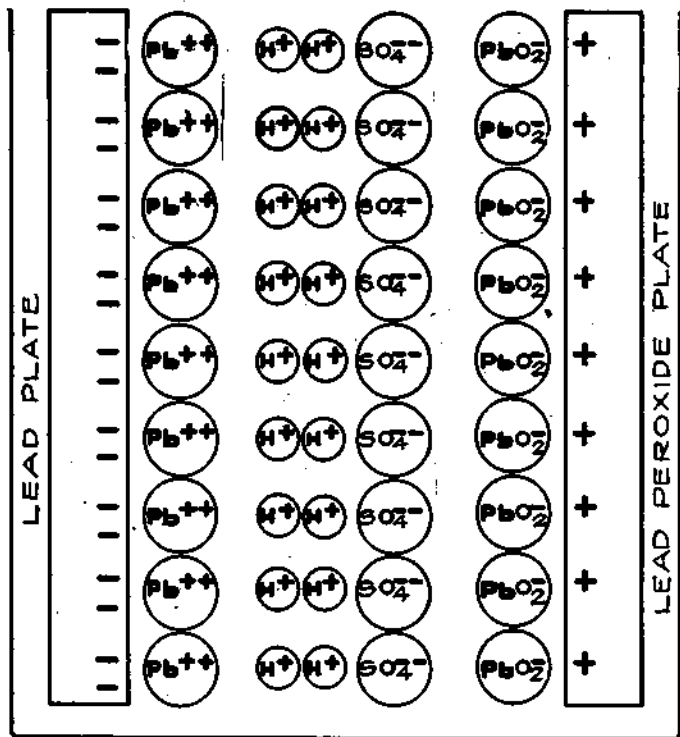 LEAD PLATE
− − Pb++ H+ H+ SO4−− PbO2− +
− − Pb++ H+ H+ SO4−− PbO2− +
− − Pb++ H+ H+ SO4−− PbO2− +
− − Pb++ H+ H+ SO4−− PbO2− +
− − Pb++ H+ H+ SO4−− PbO2− +
− − Pb++ H+ H+ SO4−− PbO2− +
− − Pb++ H+ H+ SO4−− PbO2− +
− − Pb++ H+ H+ SO4−− PbO2− +
− − Pb++ H+ H+ SO4−− PbO2− +
LEAD PEROXIDE PLATE